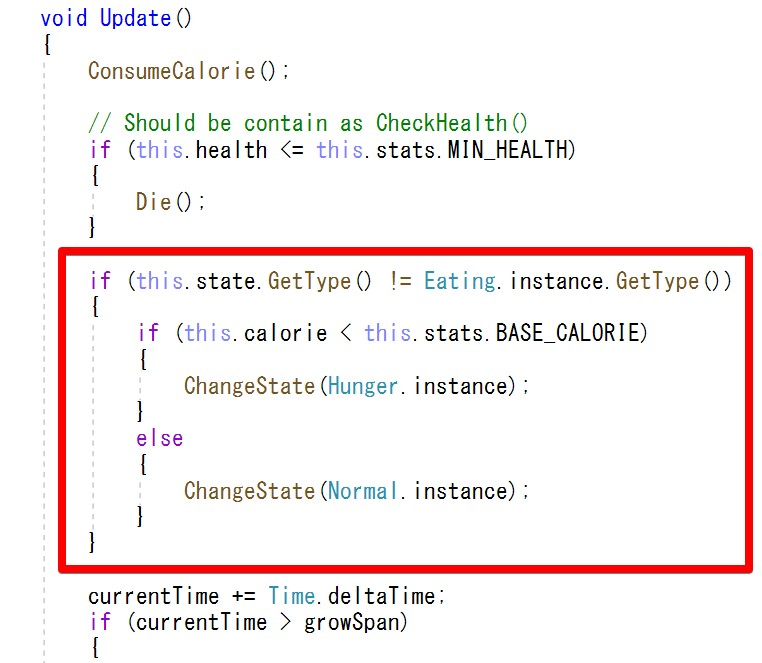 void Update()
{
ConsumeCalorie();
// Should be contain as CheckHealth()
if (this.health <= this.stats.MIN_HEALTH)
{
Die();
}
if (this.state.GetType() != Eating.instance.GetType())
{
if (this.calorie < this.stats.BASE_CALORIE)
{
ChangeState(Hunger.instance);
}
else
{
ChangeState(Normal.instance);
}
}
currentTime += Time.deltaTime;
if (currentTime > growSpan)
{